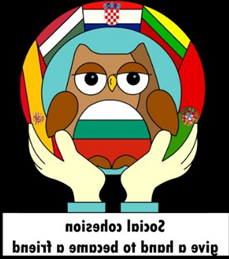 Social cohesion
give a hand to became a friend